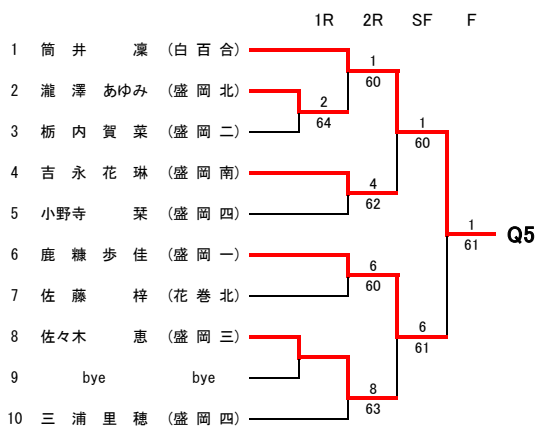 1R 2R SF F
1 筒井 凜 (白百合)
1
60
2 瀧澤 あゆみ (盛岡北)
2
64
1
60
3 栃内賀菜 (盛岡二)
4 吉永花琳 (盛岡南)
4
62
5 小野寺 栞 (盛岡四)
1
61
Q5
6 鹿糠歩佳 (盛岡一)
6
60
7 佐藤 梓 (花巻北)
8 佐々木 恵 (盛岡三)
6
61
9 bye bye
8
63
10 三浦里穂 (盛岡四)